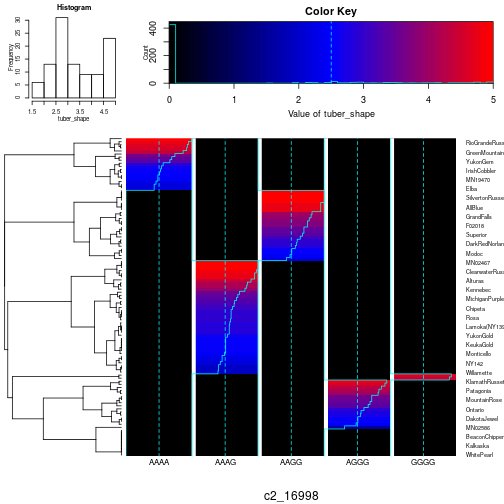 Histogram
Frequency
0 5 10 15 20 25 30
1.5 2.5 3.5 4.5
tuber_shape
Color Key
Count
0 200 400
0 1 2 3 4 5
Value of tuber_shape
RioGrandeRuss
GreenMountain
YukonGem
IrishCobbler
MN19470
Elba
SilvertonRusse
AllBlue
GrandFalls
F02018
Superior
DarkRedNorlan
Modoc
MN02467
ClearwaterRuss
Alturas
Kennebec
MichiganPurple
Chipeta
Rosa
Lamoka(NY139
YukonGold
KeukaGold
Monticello
NY142
Willamette
KlamathRusset
Patagonia
MountainRose
Ontario
DakotaJewel
MN02586
BeaconChipper
Kalkaska
WhitePearl
AAAA AAAG AAGG AGGG GGGG
c2_16998